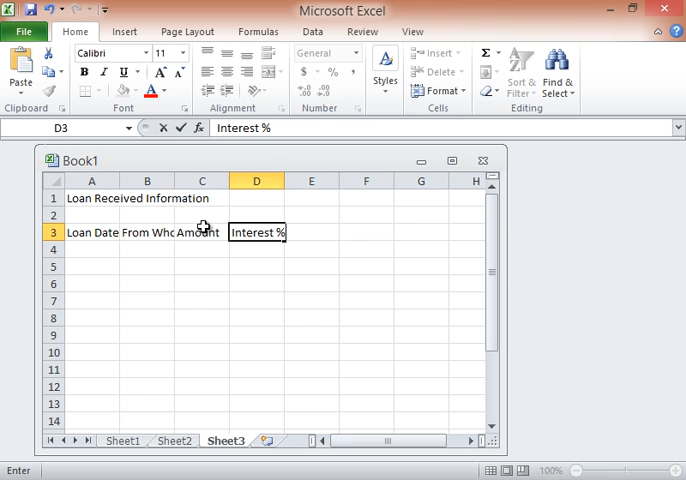 Microsoft Excel
File Home Insert Page Layout Formulas Data Review View
Calibri 11 General Insert
Paste B I U A A A Styles Delete Sort & Filter Find & Select
$ % , Format
Clipboard Font Alignment Number Cells Editing
D3 fx Interest %
Book1
A B C D E F G H
1 Loan Received Information
2
3 Loan Date From Who Amount Interest %
4
5
6
7
8
9
10
11
12
13
14
Sheet1 Sheet2 Sheet3
Enter 100%